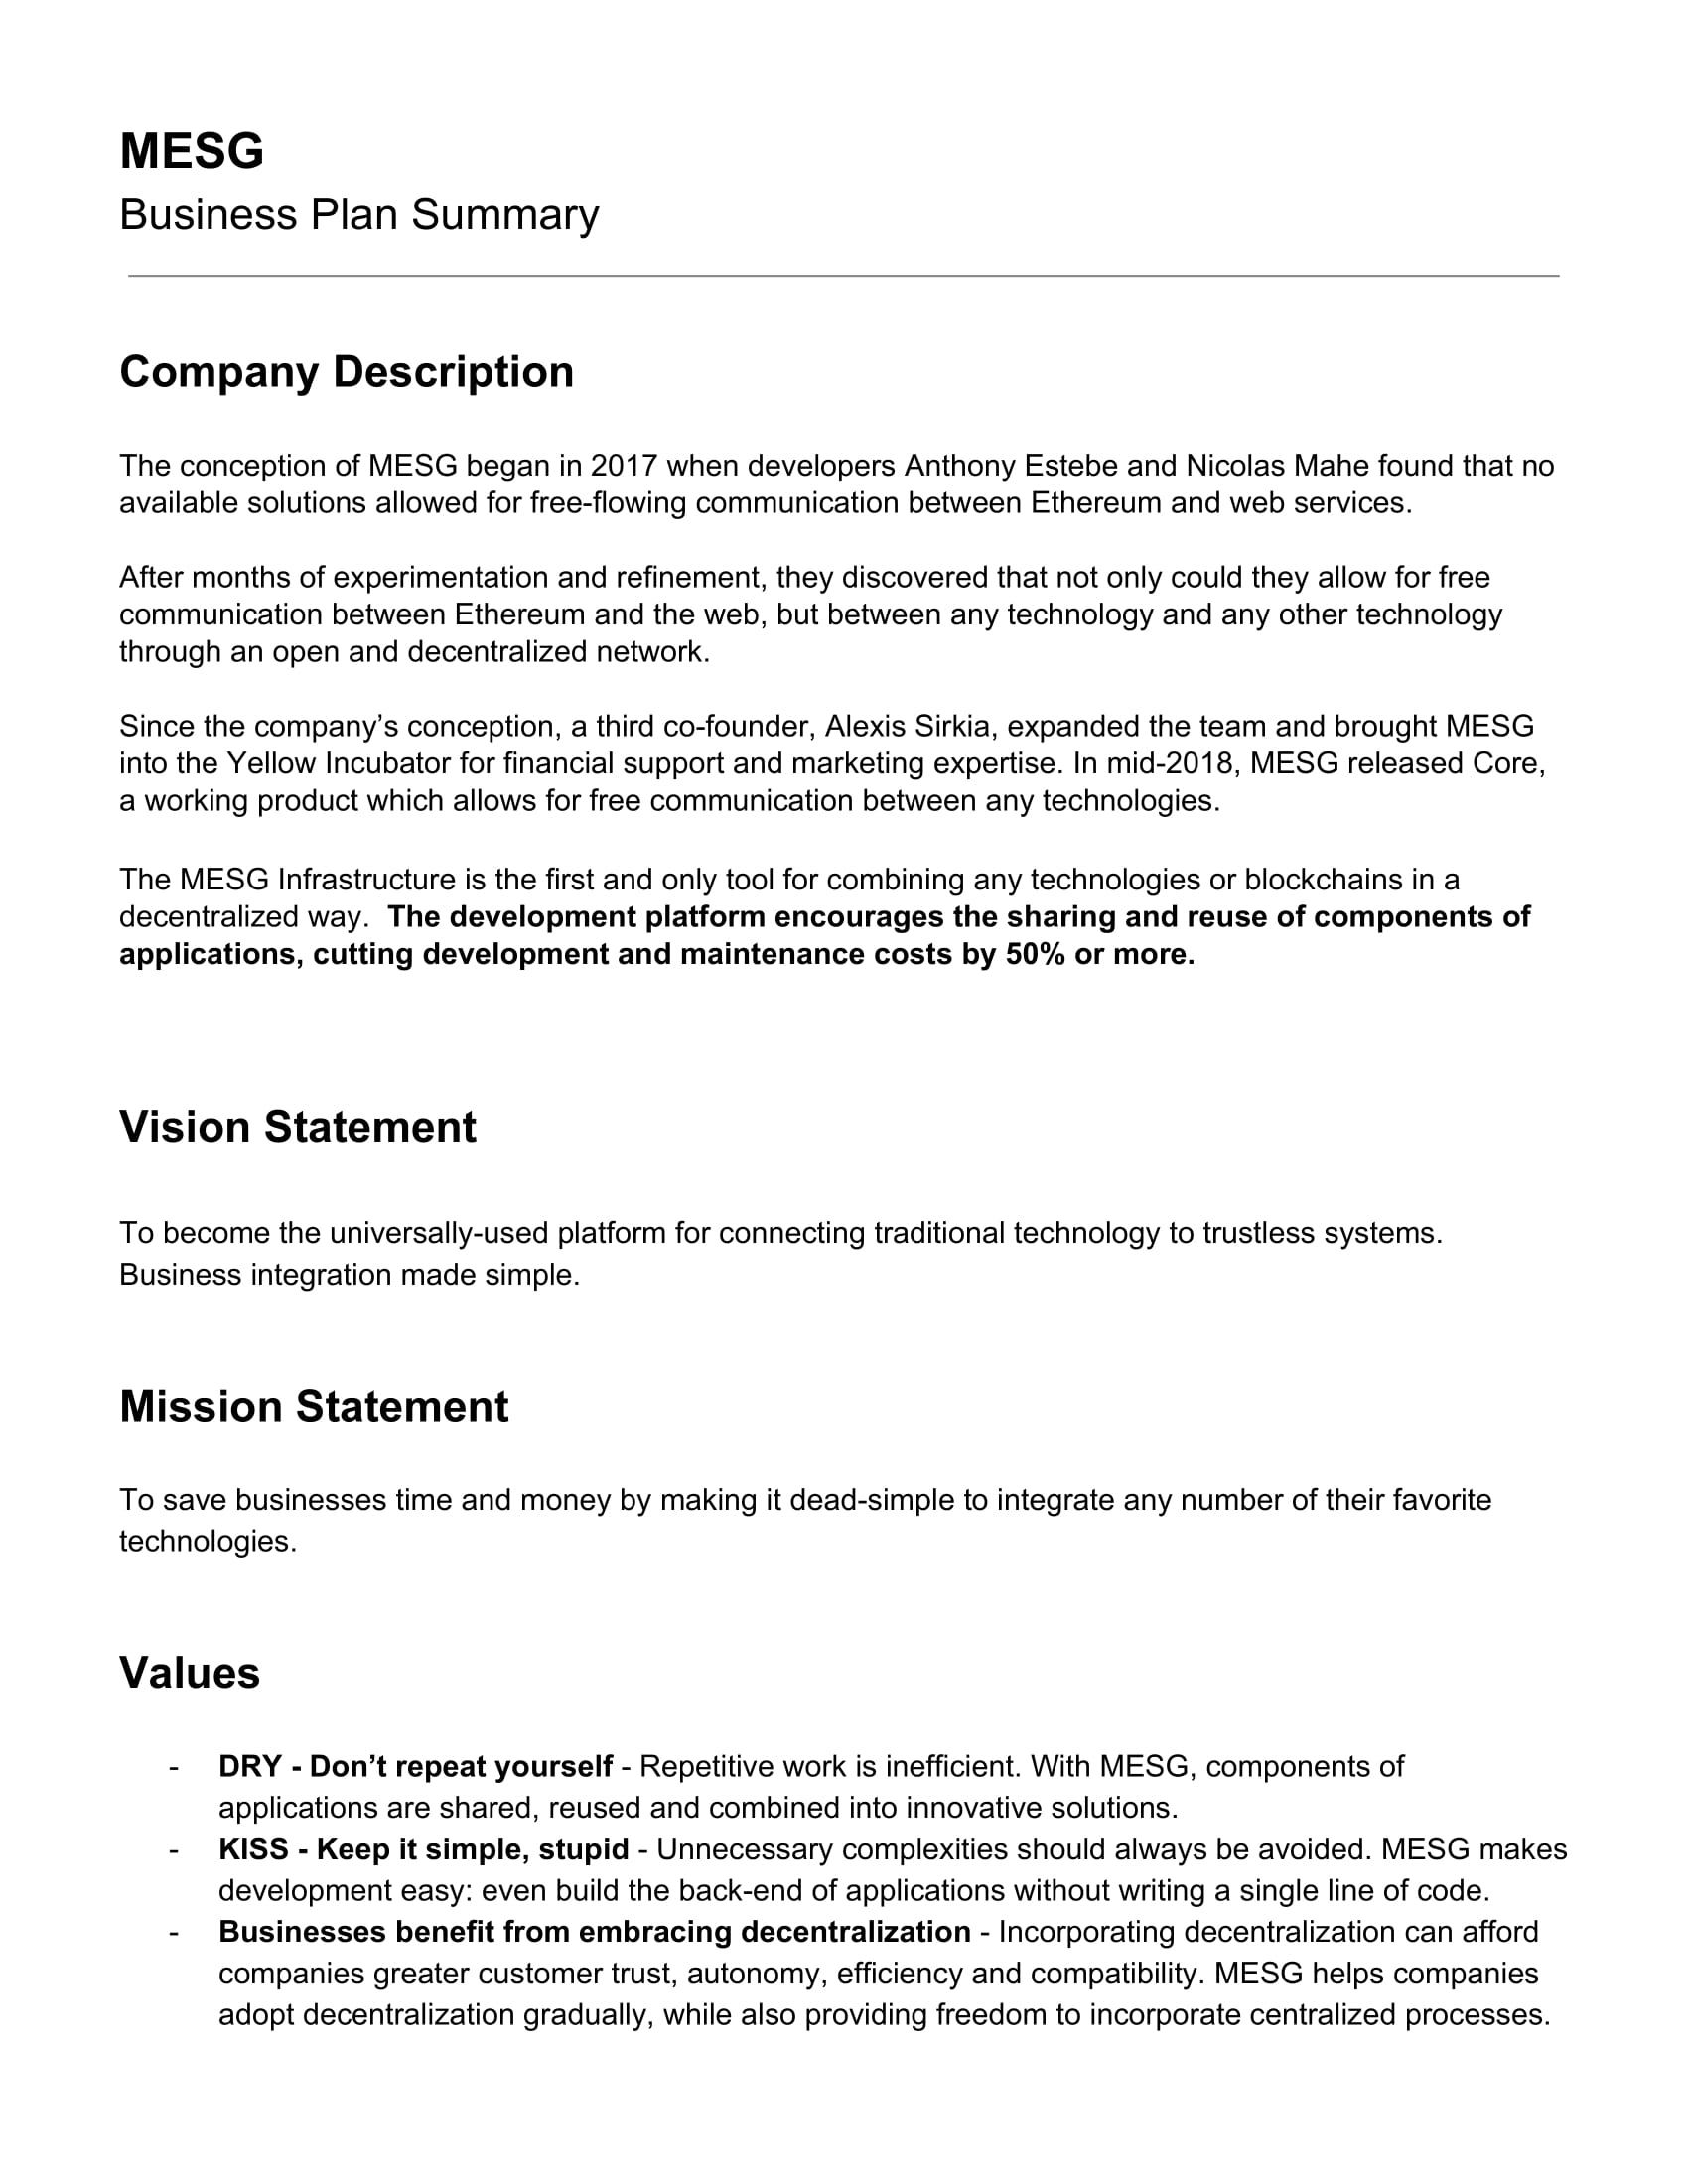 MESG
Business Plan Summary
Company Description
The conception of MESG began in 2017 when developers Anthony Estebe and Nicolas Mahe found that no
available solutions allowed for free-flowing communication between Ethereum and web services.
After months of experimentation and refinement, they discovered that not only could they allow for free
communication between Ethereum and the web, but between any technology and any other technology
through an open and decentralized network.
Since the company’s conception, a third co-founder, Alexis Sirkia, expanded the team and brought MESG
into the Yellow Incubator for financial support and marketing expertise. In mid-2018, MESG released Core,
a working product which allows for free communication between any technologies.
The MESG Infrastructure is the first and only tool for combining any technologies or blockchains in a
decentralized way.  The development platform encourages the sharing and reuse of components of
applications, cutting development and maintenance costs by 50% or more.
Vision Statement
To become the universally-used platform for connecting traditional technology to trustless systems.
Business integration made simple.
Mission Statement
To save businesses time and money by making it dead-simple to integrate any number of their favorite
technologies.
Values
- DRY - Don’t repeat yourself - Repetitive work is inefficient. With MESG, components of
applications are shared, reused and combined into innovative solutions.
- KISS - Keep it simple, stupid - Unnecessary complexities should always be avoided. MESG makes
development easy: even build the back-end of applications without writing a single line of code.
- Businesses benefit from embracing decentralization - Incorporating decentralization can afford
companies greater customer trust, autonomy, efficiency and compatibility. MESG helps companies
adopt decentralization gradually, while also providing freedom to incorporate centralized processes.